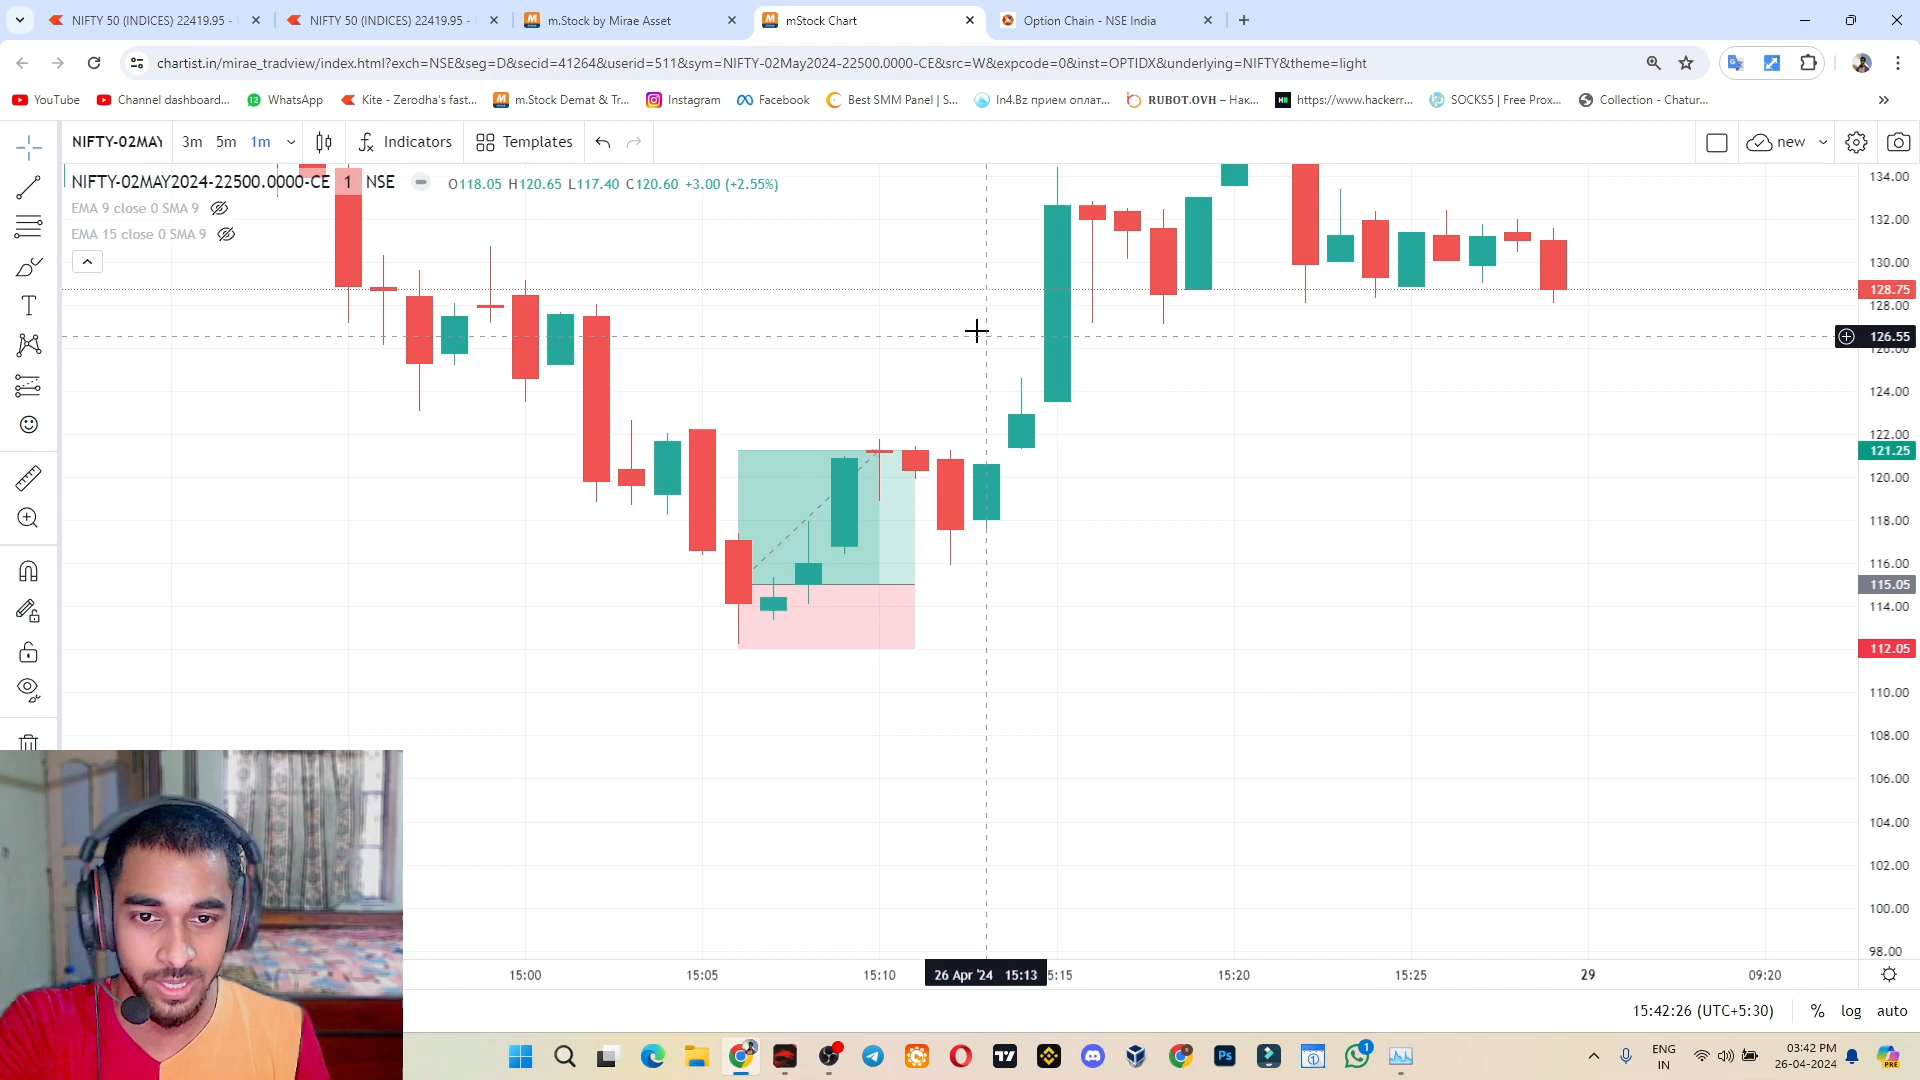 NIFTY 50 (INDICES) 22419.95 -
NIFTY 50 (INDICES) 22419.95 -
m.Stock by Mirae Asset
mStock Chart
Option Chain - NSE India
chartist.in/mirae_tradview/index.html?exch=NSE&seg=D&secid=41264&userid=511&sym=NIFTY-02May2024-22500.0000-CE&src=W&expcode=0&inst=OPTIDX&underlying=NIFTY&theme=light
YouTube
Channel dashboard...
WhatsApp
Kite - Zerodha's fast...
m.Stock Demat & Tr...
Instagram
Facebook
Best SMM Panel | S...
In4.Bz прием оплат...
RUBOT.OVH – Нак...
https://www.hackerr...
SOCKS5 | Free Prox...
Collection - Chatur...
NIFTY-02MAY
3m 5m 1m
Indicators
Templates
new
NIFTY-02MAY2024-22500.0000-CE 1 NSE
O118.05 H120.65 L117.40 C120.60 +3.00 (+2.55%)
EMA 9 close 0 SMA 9
EMA 15 close 0 SMA 9
134.00
132.00
130.00
128.75
128.00
126.55
126.00
124.00
122.00
121.25
120.00
118.00
116.00
115.05
114.00
112.05
110.00
108.00
106.00
104.00
102.00
100.00
98.00
15:00
15:05
15:10
26 Apr '24 15:13
5:15
15:20
15:25
29
09:20
15:42:26 (UTC+5:30)
%
log
auto
ENG
IN
03:42 PM
26-04-2024
Ps
1
PRE